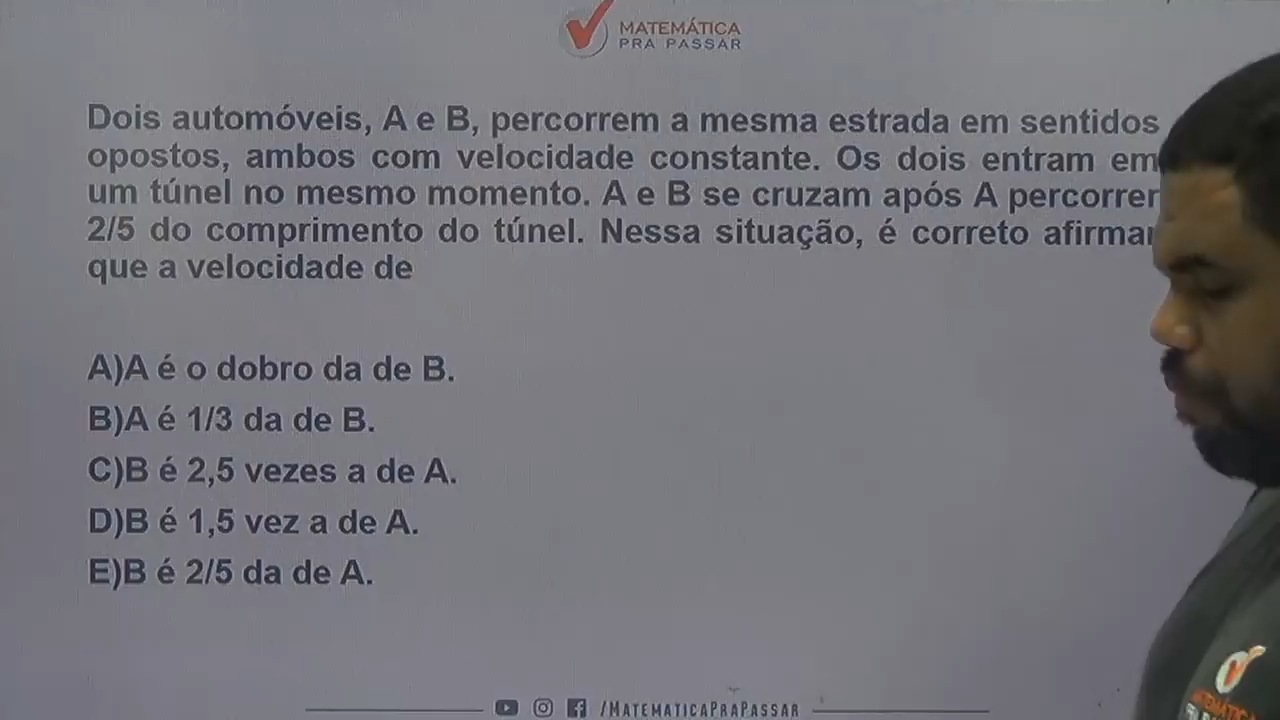 MATEMÁTICA
PRA PASSAR
Dois automóveis, A e B, percorrem a mesma estrada em sentidos
opostos, ambos com velocidade constante. Os dois entram em
um túnel no mesmo momento. A e B se cruzam após A percorrer
2/5 do comprimento do túnel. Nessa situação, é correto afirmar
que a velocidade de
A)A é o dobro da de B.
B)A é 1/3 da de B.
C)B é 2,5 vezes a de A.
D)B é 1,5 vez a de A.
E)B é 2/5 da de A.
/MATEMATICAPRAPASSAR